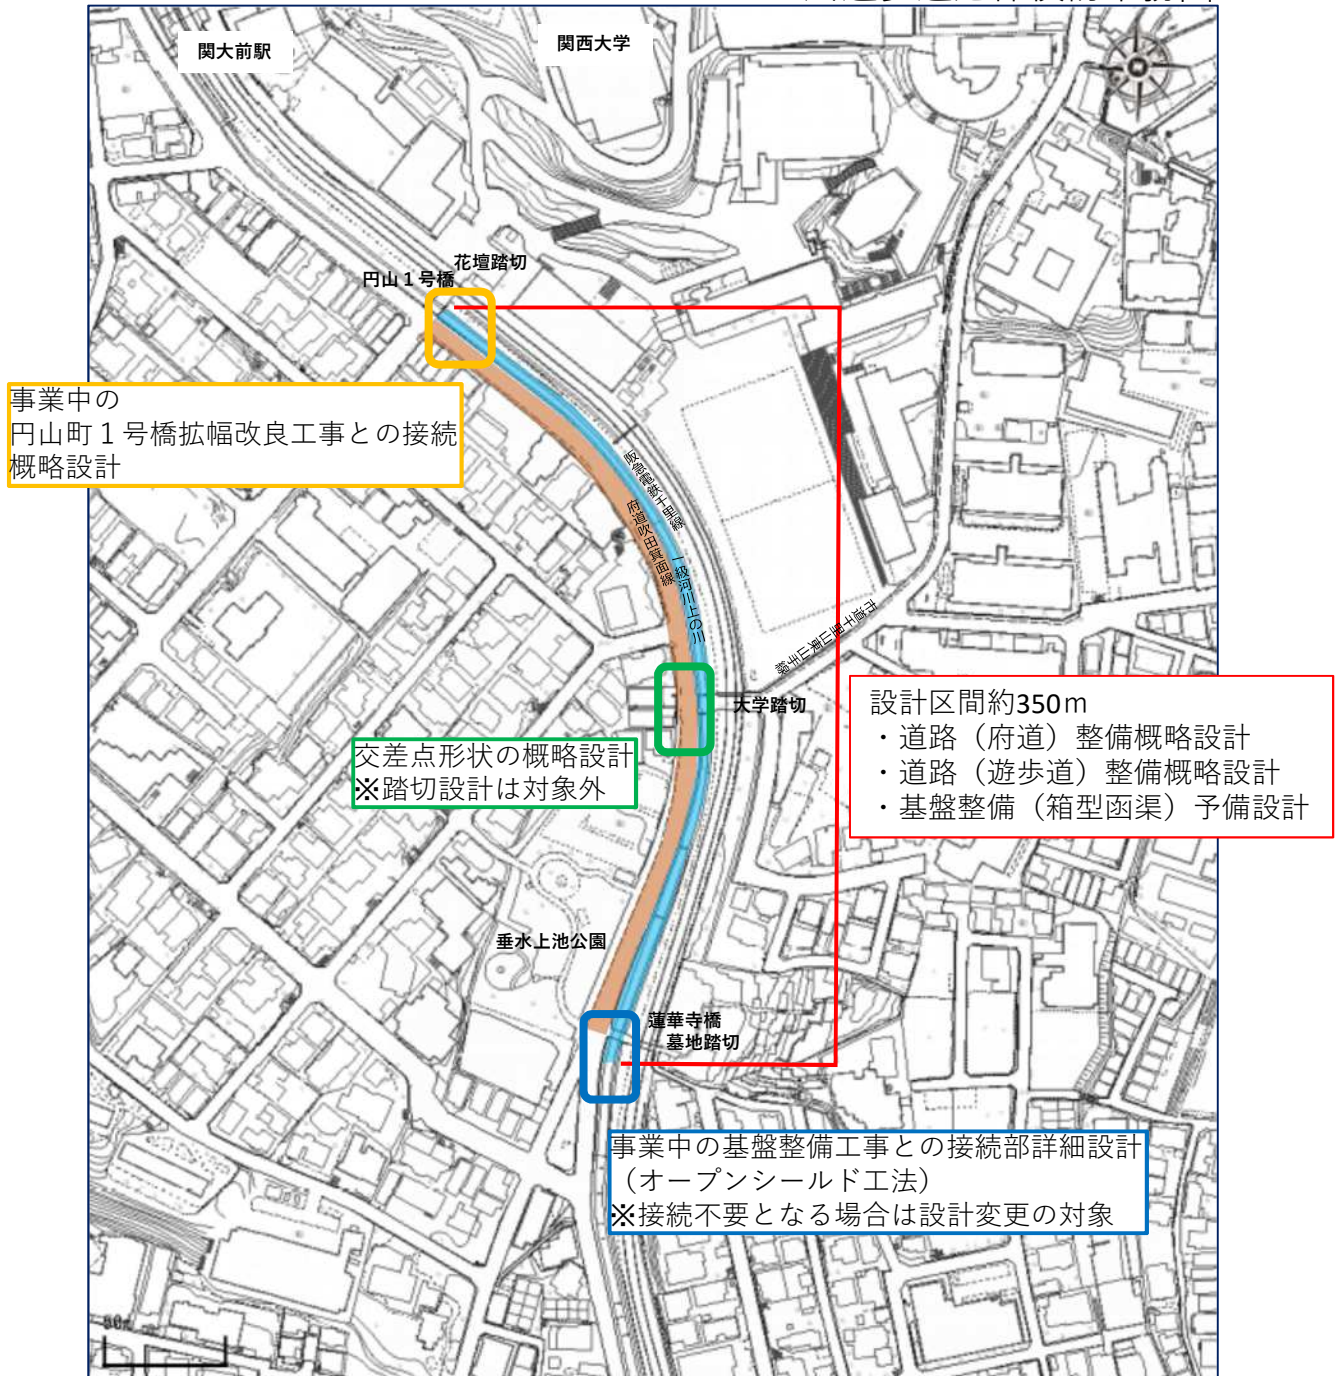 関大前駅
関西大学
花壇踏切
円山１号橋
事業中の
円山町１号橋拡幅改良工事との接続
概略設計
阪急電鉄千里線
府道吹田箕面線
一級河川上の川
市道千里山東山手線
大学踏切
設計区間約350ｍ
・道路（府道）整備概略設計
・道路（遊歩道）整備概略設計
・基盤整備（箱型函渠）予備設計
交差点形状の概略設計
※踏切設計は対象外
垂水上池公園
蓮華寺橋
墓地踏切
事業中の基盤整備工事との接続部詳細設計
（オープンシールド工法）
※接続不要となる場合は設計変更の対象